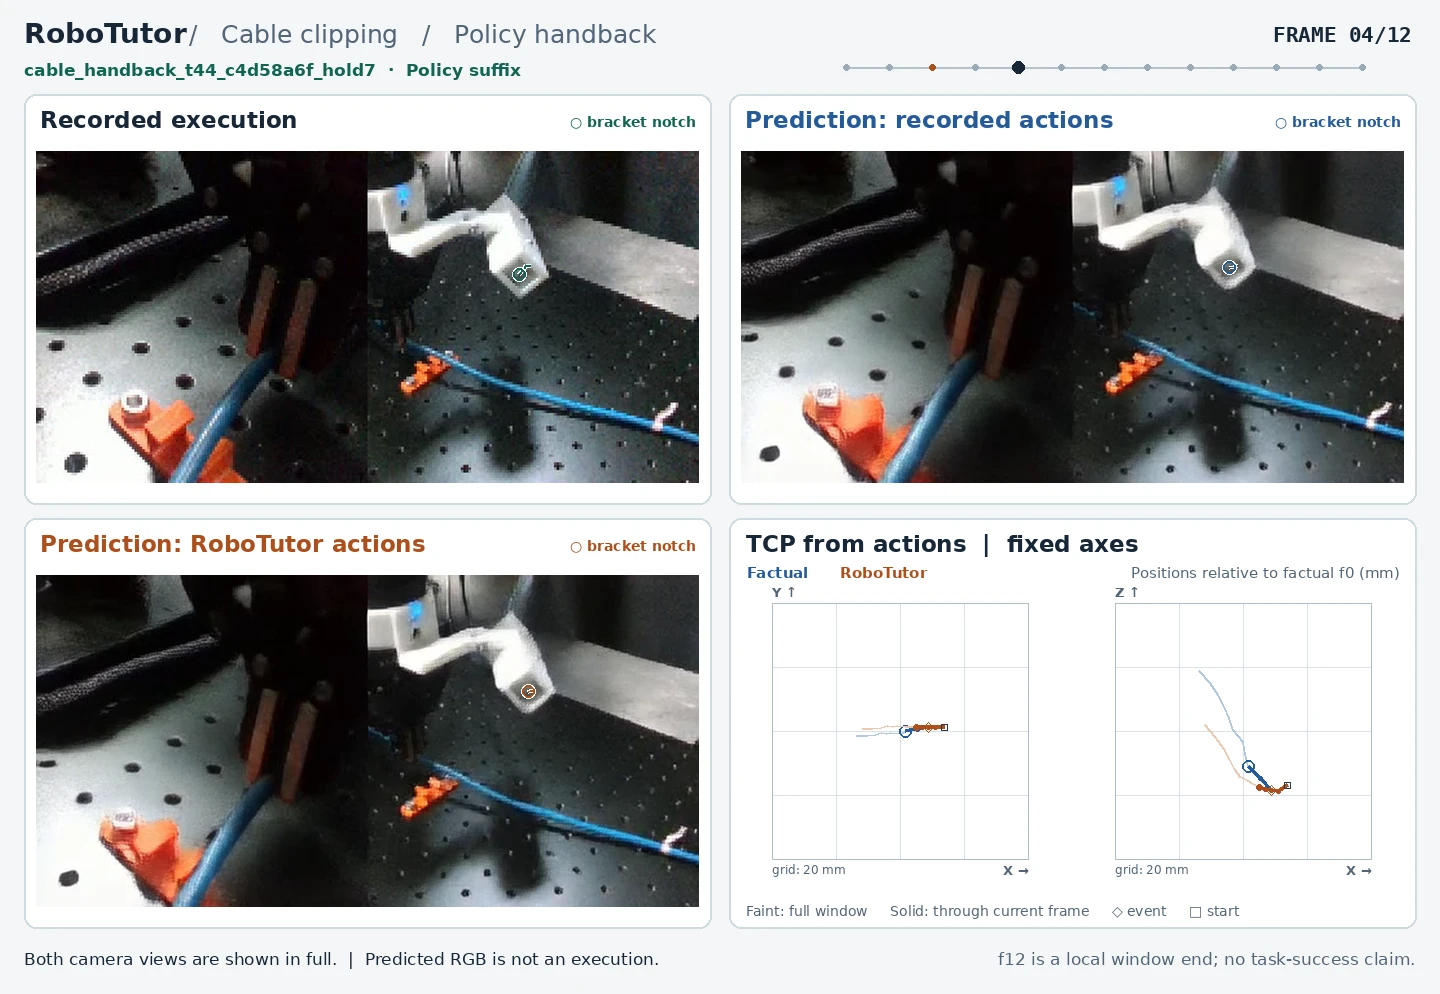 RoboTutor / Cable clipping / Policy handback
FRAME 04/12
cable_handback_t44_c4d58a6f_hold7 · Policy suffix
Recorded execution
○ bracket notch
Prediction: recorded actions
○ bracket notch
Prediction: RoboTutor actions
○ bracket notch
TCP from actions | fixed axes
Factual RoboTutor
Positions relative to factual f0 (mm)
Y ↑
Z ↑
grid: 20 mm
X →
grid: 20 mm
X →
Faint: full window Solid: through current frame ◇ event □ start
Both camera views are shown in full. | Predicted RGB is not an execution.
f12 is a local window end; no task-success claim.